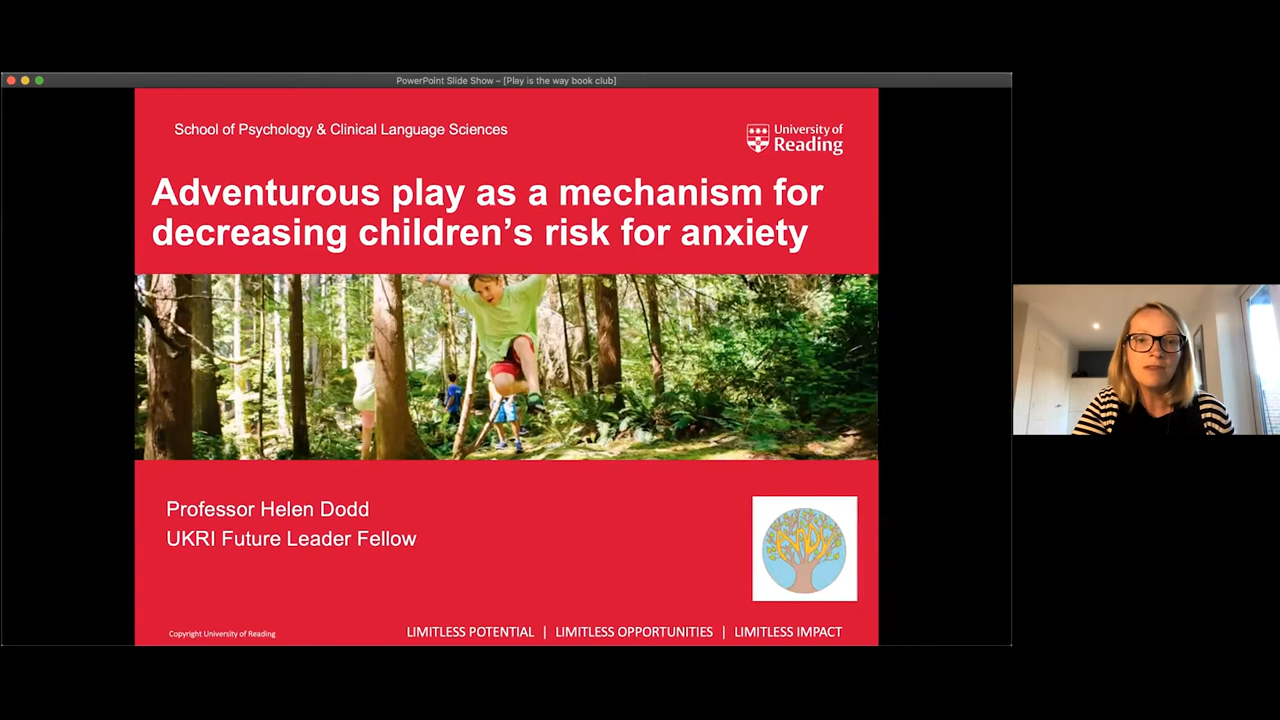 PowerPoint Slide Show – [Play is the way book club]
School of Psychology & Clinical Language Sciences
University of
Reading
Adventurous play as a mechanism for
decreasing children’s risk for anxiety
Professor Helen Dodd
UKRI Future Leader Fellow
ANDY
Copyright University of Reading
LIMITLESS POTENTIAL | LIMITLESS OPPORTUNITIES | LIMITLESS IMPACT